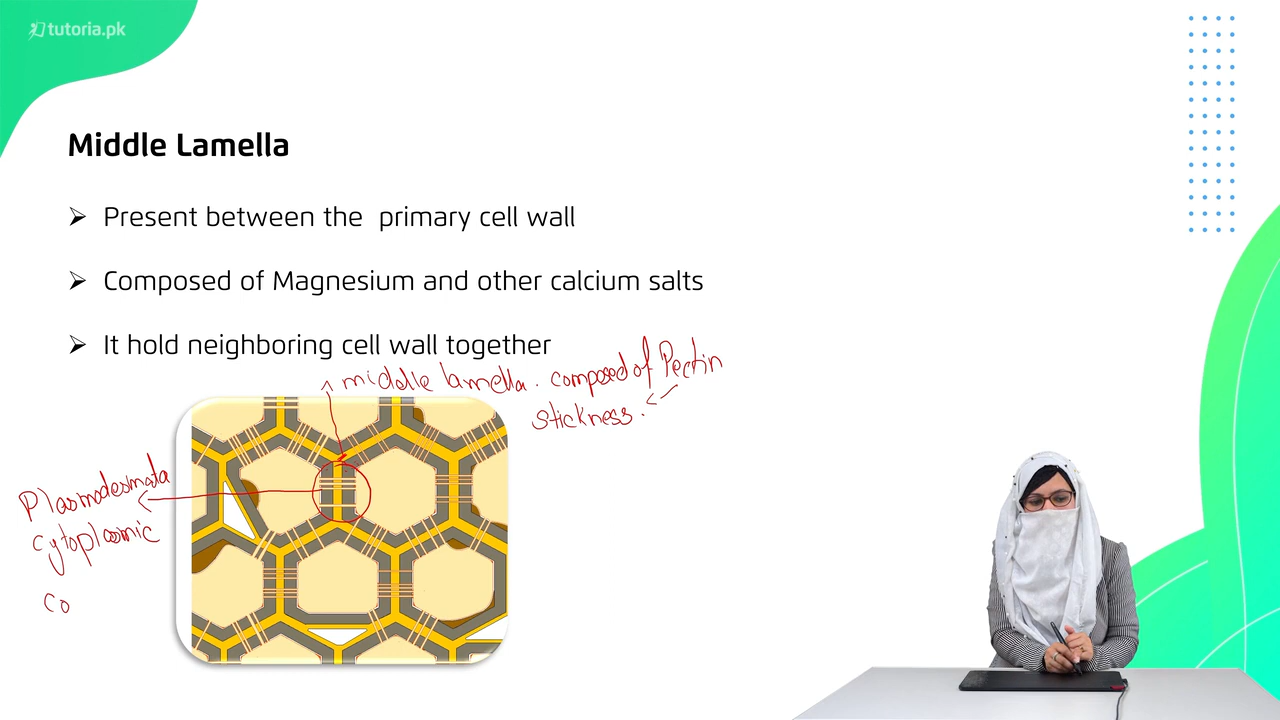 tutoria.pk
Middle Lamella
Present between the primary cell wall
Composed of Magnesium and other calcium salts
It hold neighboring cell wall together
middle lamella. composed of Pectin
stickness.
Plasmodesmata
cytoplasmic
co